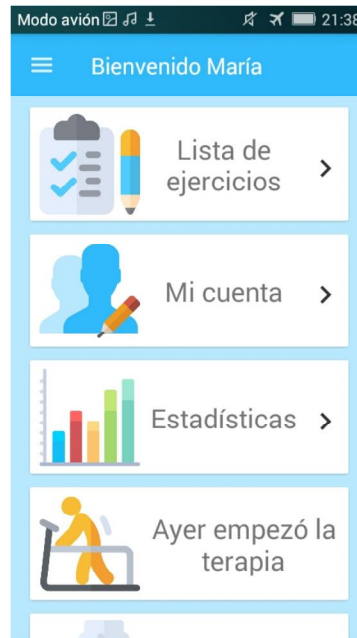 Modo avión 21:38
Bienvenido María
Lista de
ejercicios
Mi cuenta
Estadísticas
Ayer empezó la
terapia